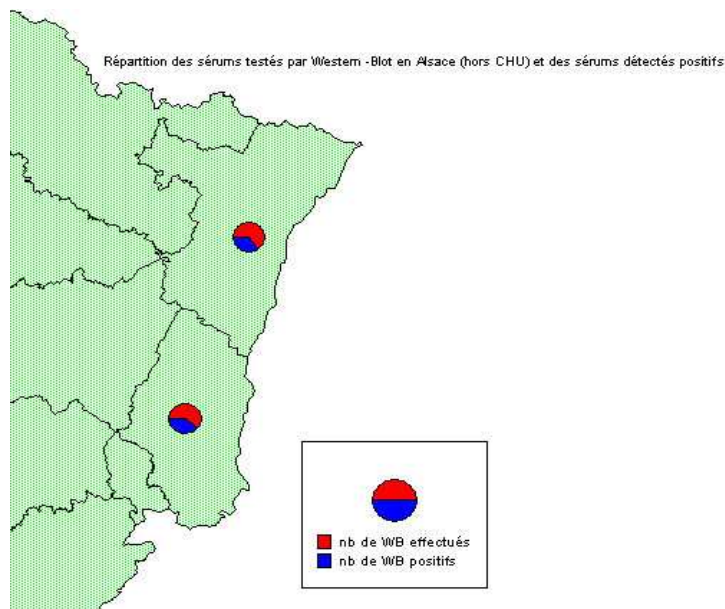 Répartition des sérums testés par Western -Blot en Alsace (hors CHU) et des sérums détectés positifs
nb de WB effectués
nb de WB positifs